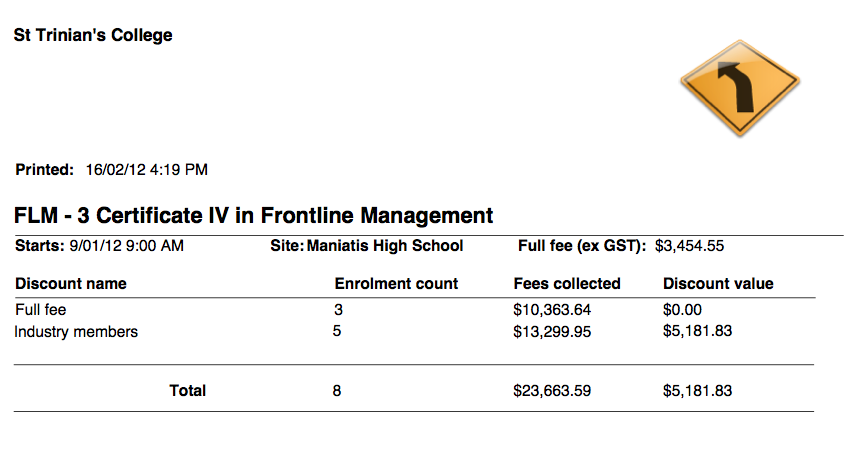 St Trinian's College
Printed: 16/02/12 4:19 PM
FLM - 3 Certificate IV in Frontline Management
Starts: 9/01/12 9:00 AM Site: Maniatis High School Full fee (ex GST): $3,454.55
Discount name Enrolment count Fees collected Discount value
Full fee 3 $10,363.64 $0.00
Industry members 5 $13,299.95 $5,181.83
Total 8 $23,663.59 $5,181.83